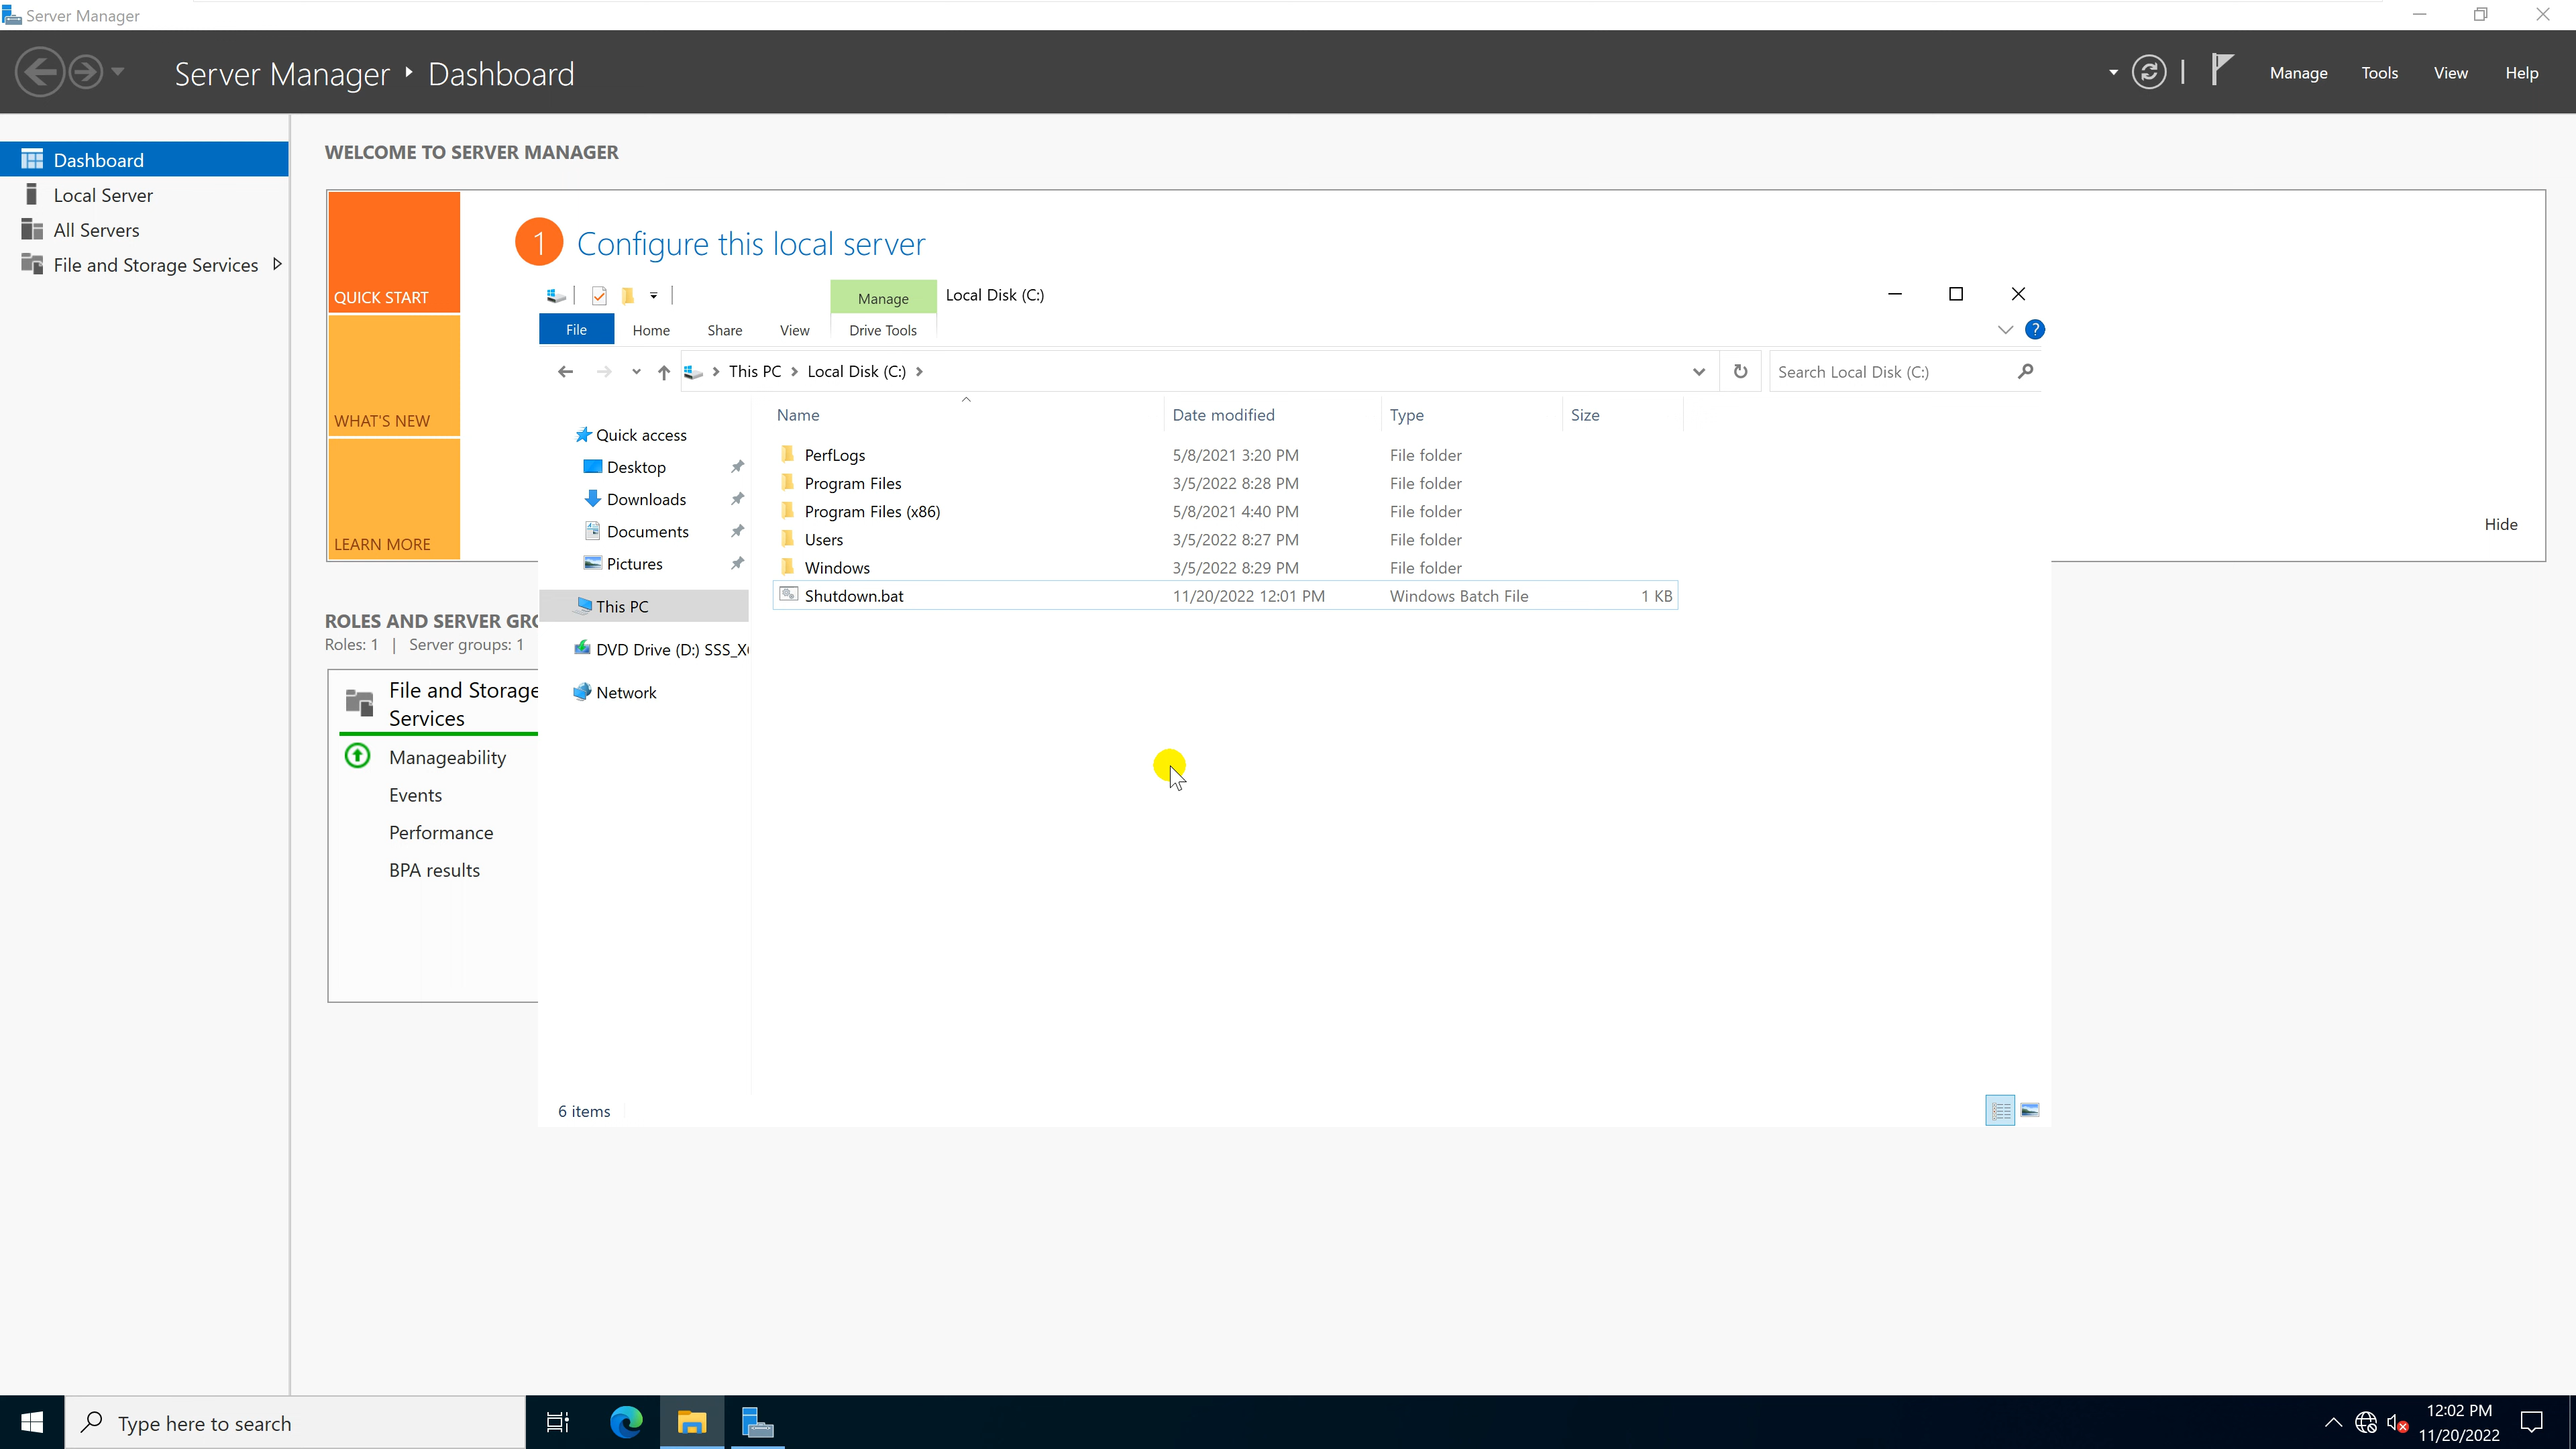 Server Manager
Server Manager ‣ Dashboard
Manage Tools View Help
Dashboard
Local Server
All Servers
File and Storage Services
WELCOME TO SERVER MANAGER
QUICK START
WHAT'S NEW
LEARN MORE
1 Configure this local server
Hide
Manage Local Disk (C:)
File Home Share View Drive Tools
This PC > Local Disk (C:) >
Search Local Disk (C:)
Name Date modified Type Size
Quick access
Desktop
Downloads
Documents
Pictures
This PC
DVD Drive (D:) SSS_X
Network
PerfLogs 5/8/2021 3:20 PM File folder
Program Files 3/5/2022 8:28 PM File folder
Program Files (x86) 5/8/2021 4:40 PM File folder
Users 3/5/2022 8:27 PM File folder
Windows 3/5/2022 8:29 PM File folder
Shutdown.bat 11/20/2022 12:01 PM Windows Batch File 1 KB
6 items
ROLES AND SERVER GR
Roles: 1 | Server groups: 1
File and Storage
Services
Manageability
Events
Performance
BPA results
Type here to search
12:02 PM
11/20/2022